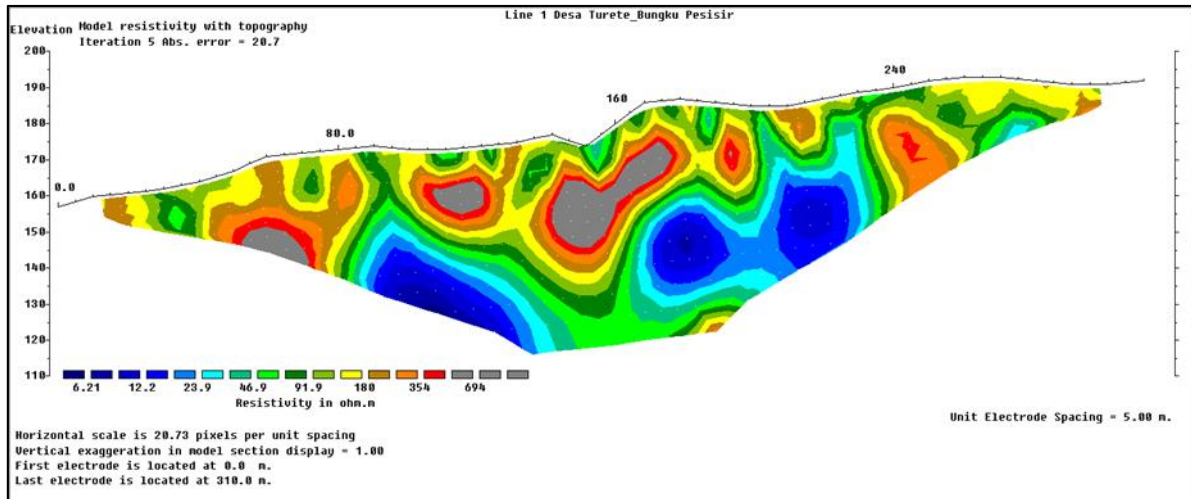 Line 1 Desa Turete_Bungku Pesisir
Elevation Model resistivity with topography
Iteration 5 Abs. error = 20.7
200
190
240
180
160
80.0
170
0.0
160
150
140
130
120
110
6.21 12.2 23.9 46.9 91.9 180 354 694
Resistivity in ohm.m
Unit Electrode Spacing = 5.00 m.
Horizontal scale is 20.73 pixels per unit spacing
Vertical exaggeration in model section display = 1.00
First electrode is located at 0.0 m.
Last electrode is located at 310.0 m.